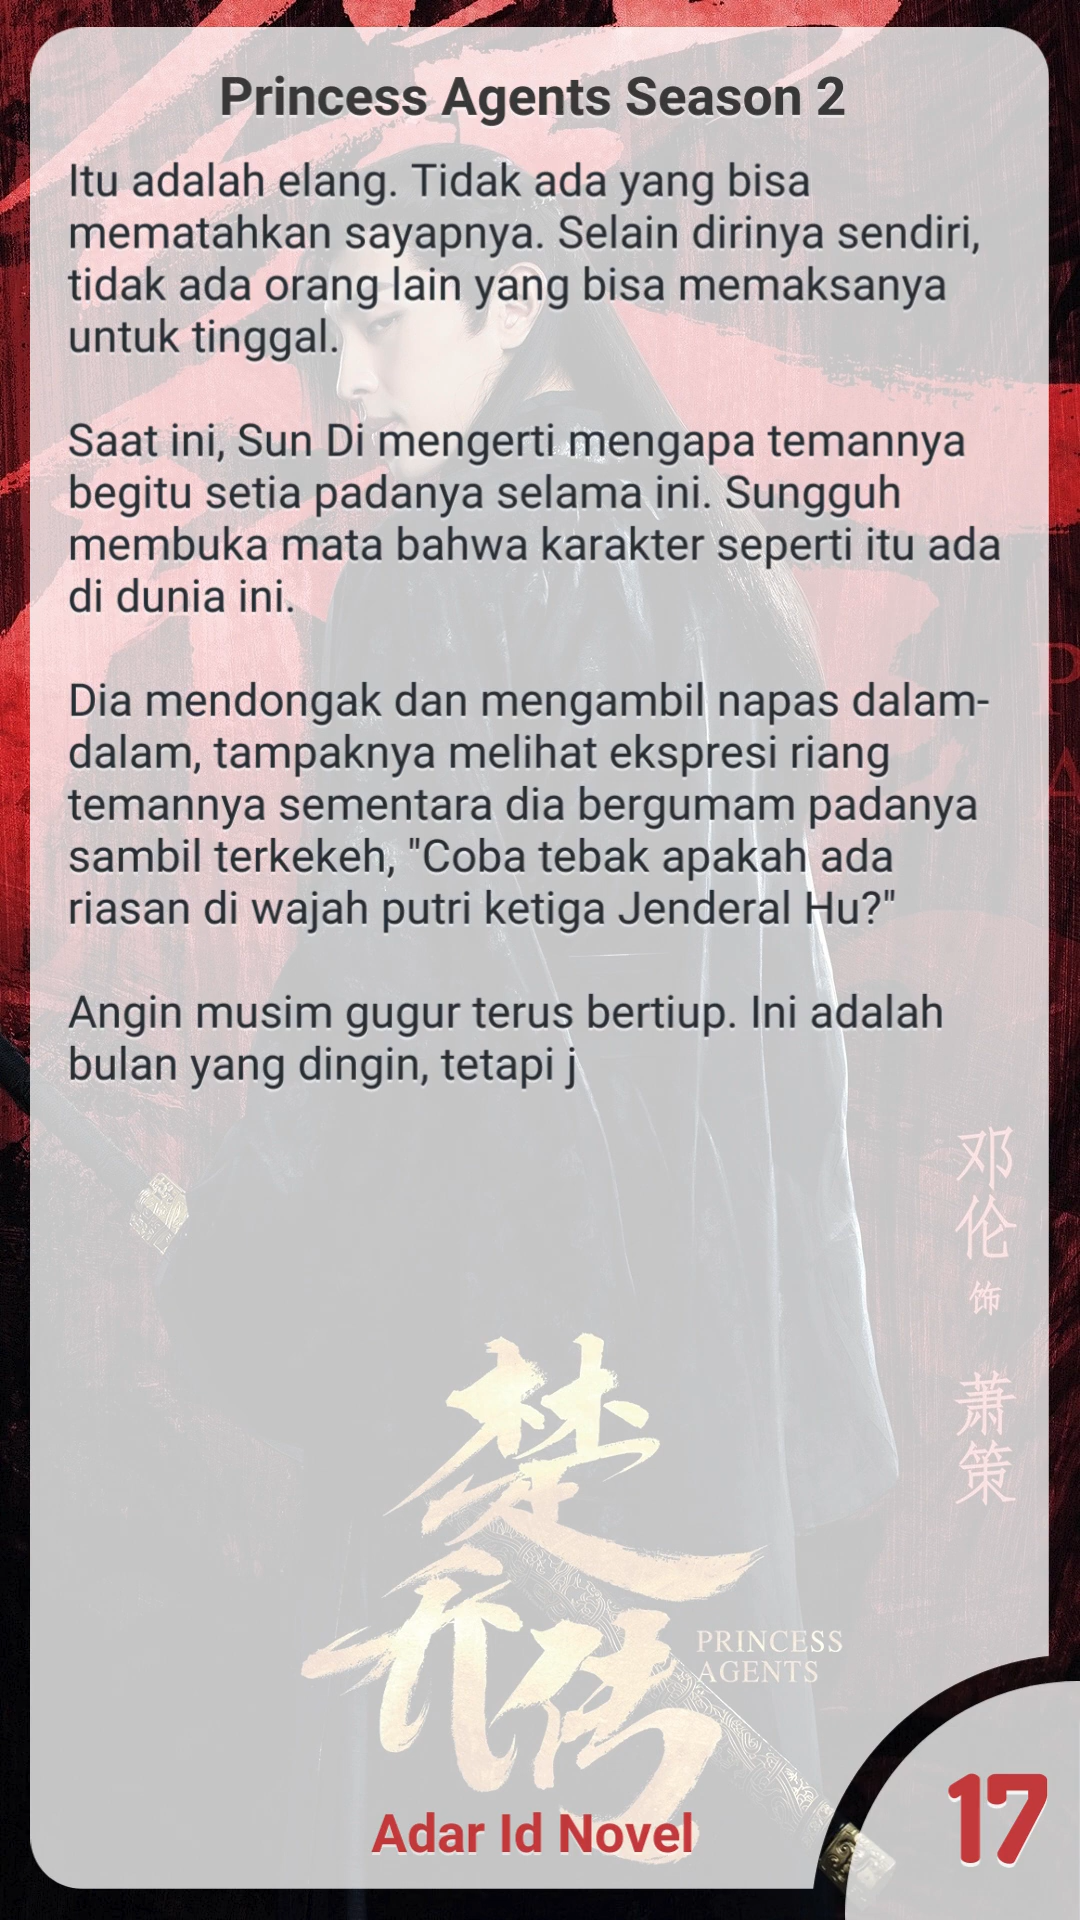 Princess Agents Season 2
Itu adalah elang. Tidak ada yang bisa
mematahkan sayapnya. Selain dirinya sendiri,
tidak ada orang lain yang bisa memaksanya
untuk tinggal.
Saat ini, Sun Di mengerti mengapa temannya
begitu setia padanya selama ini. Sungguh
membuka mata bahwa karakter seperti itu ada
di dunia ini.
Dia mendongak dan mengambil napas dalam-
dalam, tampaknya melihat ekspresi riang
temannya sementara dia bergumam padanya
sambil terkekeh, "Coba tebak apakah ada
riasan di wajah putri ketiga Jenderal Hu?"
Angin musim gugur terus bertiup. Ini adalah
bulan yang dingin, tetapi j
邓伦
饰
萧策
楚乔传
PRINCESS
AGENTS
Adar Id Novel
17